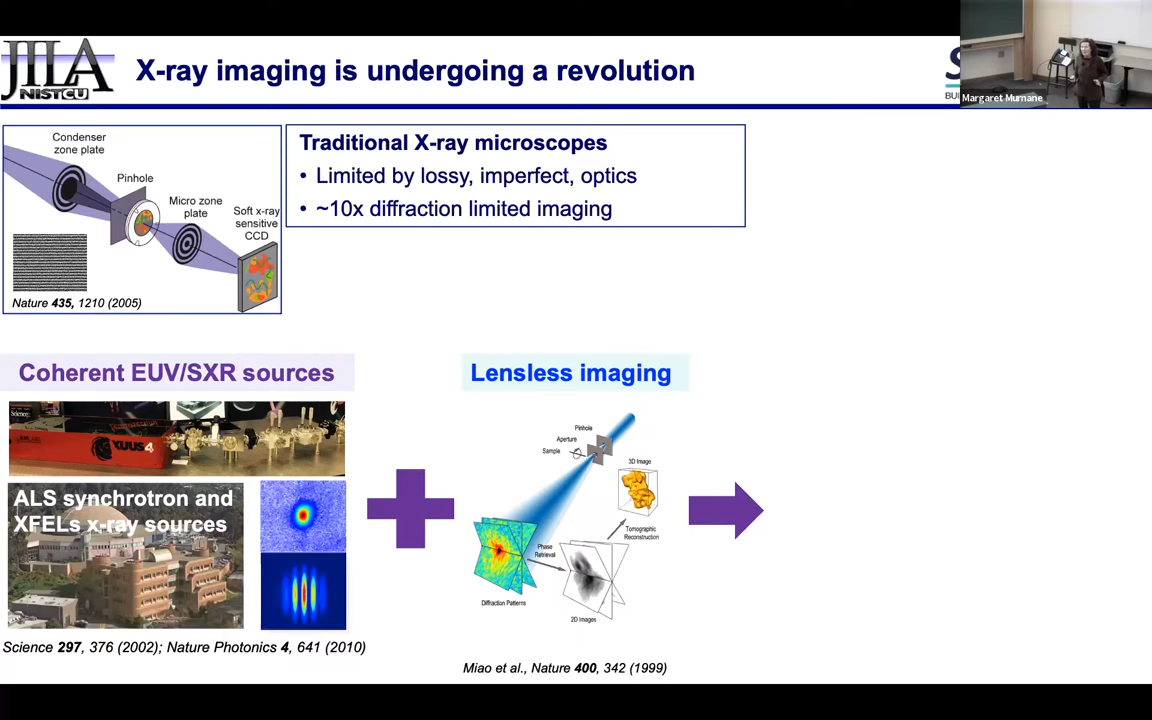 JILA
NIST CU
X-ray imaging is undergoing a revolution
S
BU
Margaret Murnane
Condenser
zone plate
Pinhole
Micro zone
plate
Soft x-ray
sensitive
CCD
Nature 435, 1210 (2005)
Traditional X-ray microscopes
• Limited by lossy, imperfect, optics
• ~10x diffraction limited imaging
Coherent EUV/SXR sources
Science
XUUS4
ALS synchrotron and
XFELs x-ray sources
Science 297, 376 (2002); Nature Photonics 4, 641 (2010)
Lensless imaging
Pinhole
Aperture
Sample
3D Image
Tomographic
Reconstruction
Phase
Retrieval
Diffraction Patterns
2D Images
Miao et al., Nature 400, 342 (1999)